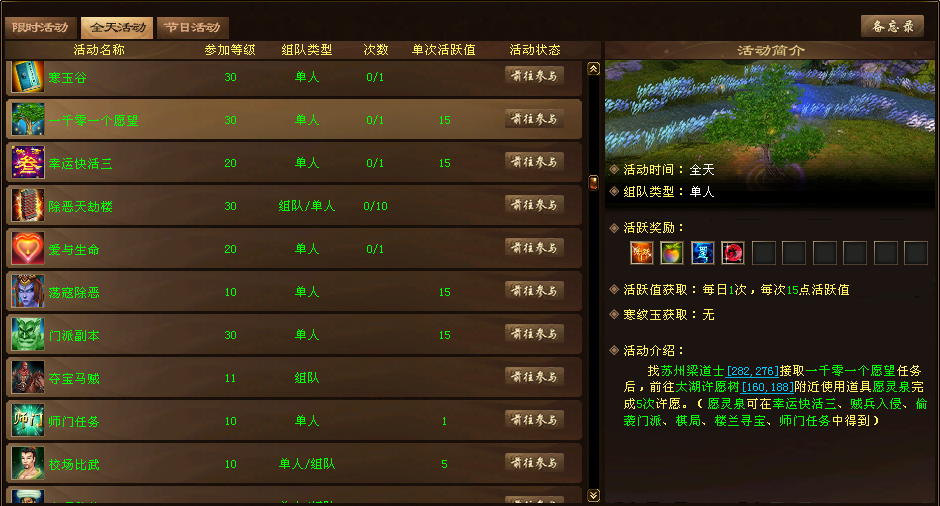 限时活动 全天活动 节日活动 备忘录
活动名称 参加等级 组队类型 次数 单次活跃值 活动状态
寒玉谷 30 单人 0/1 前往参与
一千零一个愿望 30 单人 0/1 15 前往参与
幸运快活三 20 单人 0/1 15 前往参与
除恶天劫楼 30 组队/单人 0/10 前往参与
爱与生命 20 单人 0/1 前往参与
荡寇除恶 10 单人 15 前往参与
门派副本 30 单人 15 前往参与
夺宝马贼 11 组队 前往参与
师门任务 10 单人 1 前往参与
校场比武 10 单人/组队 5 前往参与
活动简介
活动时间：全天
组队类型：单人
活跃奖励：
活跃值获取：每日1次，每次15点活跃值
寒纹玉获取：无
活动介绍：
找苏州梁道士[282,276]接取一千零一个愿望任务
后，前往太湖许愿树[160,188]附近使用道具愿灵泉完
成5次许愿。（愿灵泉可在幸运快活三、贼兵入侵、偷
袭门派、棋局、楼兰寻宝、师门任务中得到）